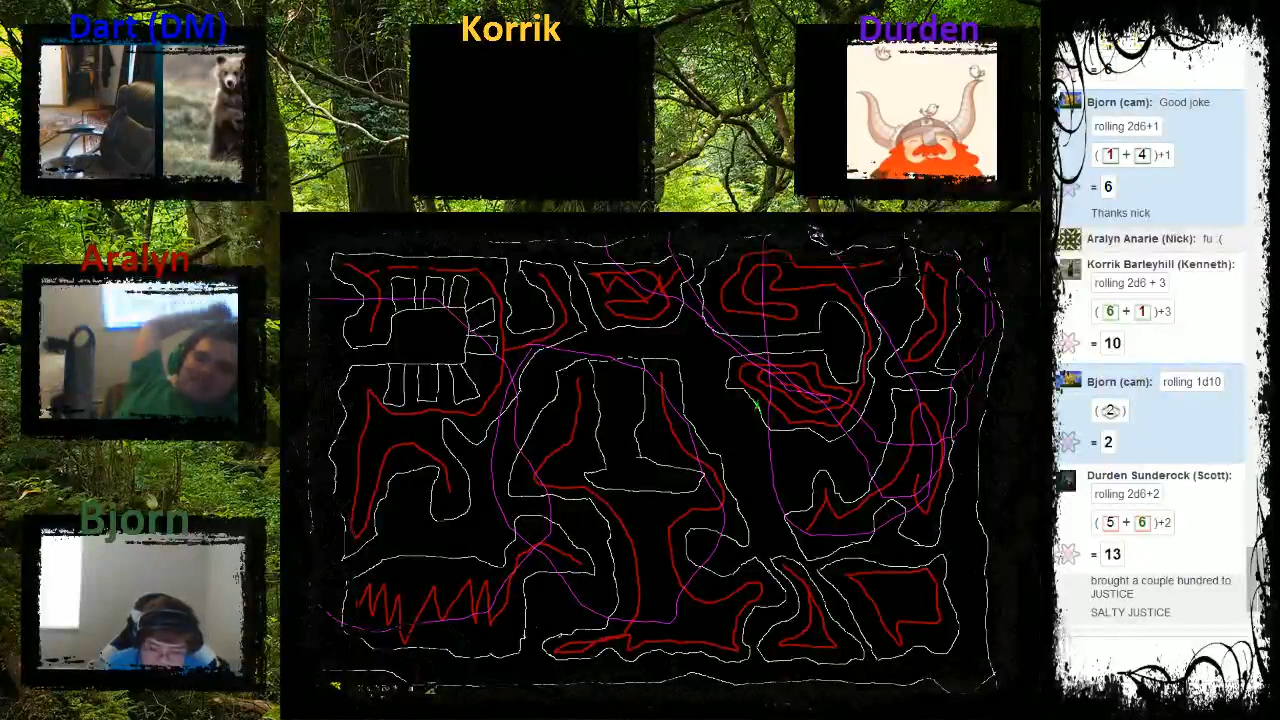 Dart (DM)
Korrik
Durden
Aralyn
Bjorn
= 6
Bjorn (cam): Good joke
rolling 2d6+1
( 1 + 4 )+1
= 6
Thanks nick
Aralyn Anarie (Nick): fu :(
Korrik Barleyhill (Kenneth):
rolling 2d6 + 3
( 6 + 1 )+3
= 10
Bjorn (cam): rolling 1d10
( 2 )
= 2
Durden Sunderock (Scott):
rolling 2d6+2
( 5 + 6 )+2
= 13
brought a couple hundred to
JUSTICE
SALTY JUSTICE